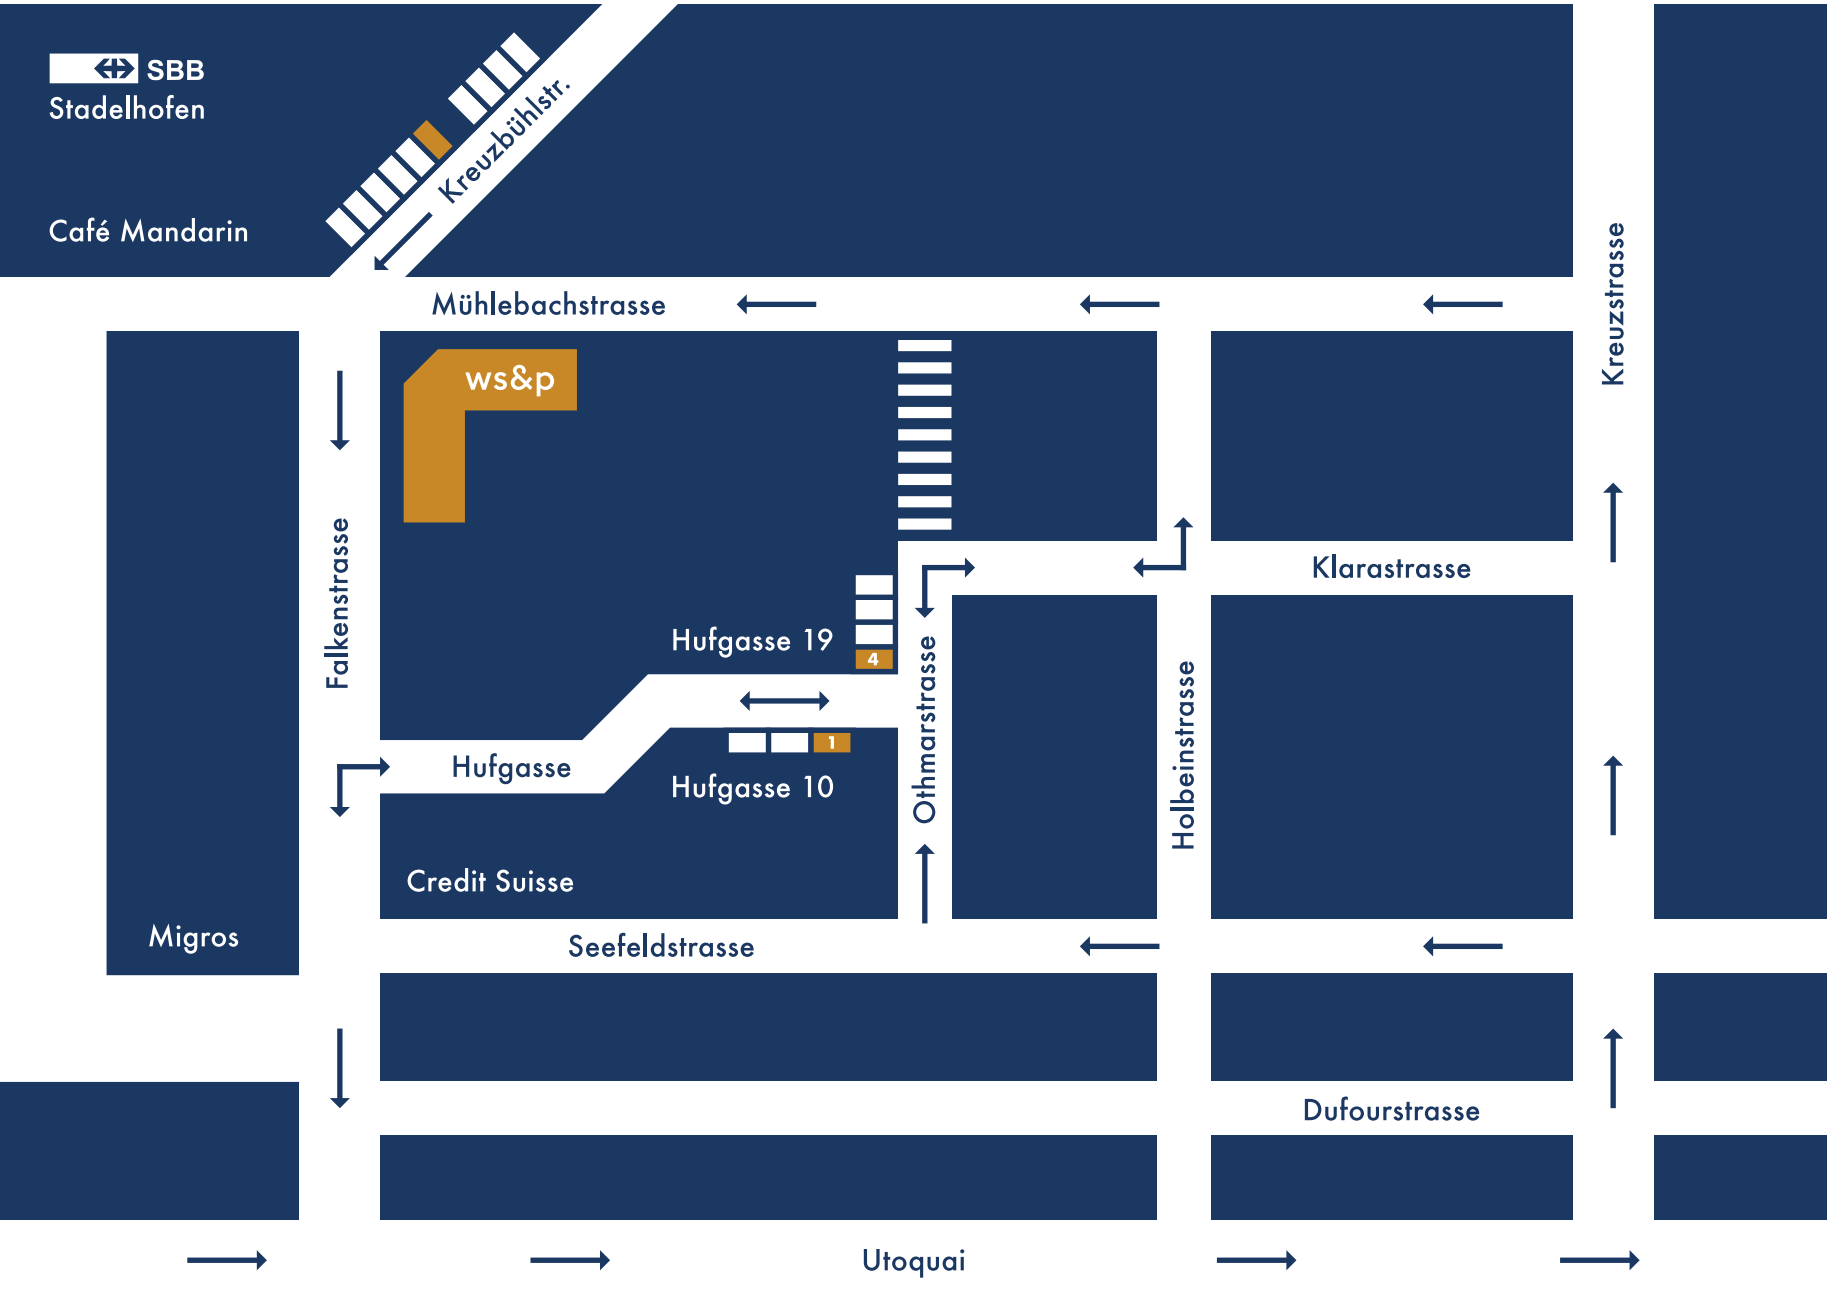 SBB
Stadelhofen
Kreuzbühlstr.
Café Mandarin
Mühlebachstrasse
Kreuzstrasse
ws&p
Falkenstrasse
Klarastrasse
Hufgasse 19
4
Othmarstrasse
Holbeinstrasse
1
Hufgasse
Hufgasse 10
Credit Suisse
Migros
Seefeldstrasse
Dufourstrasse
Utoquai